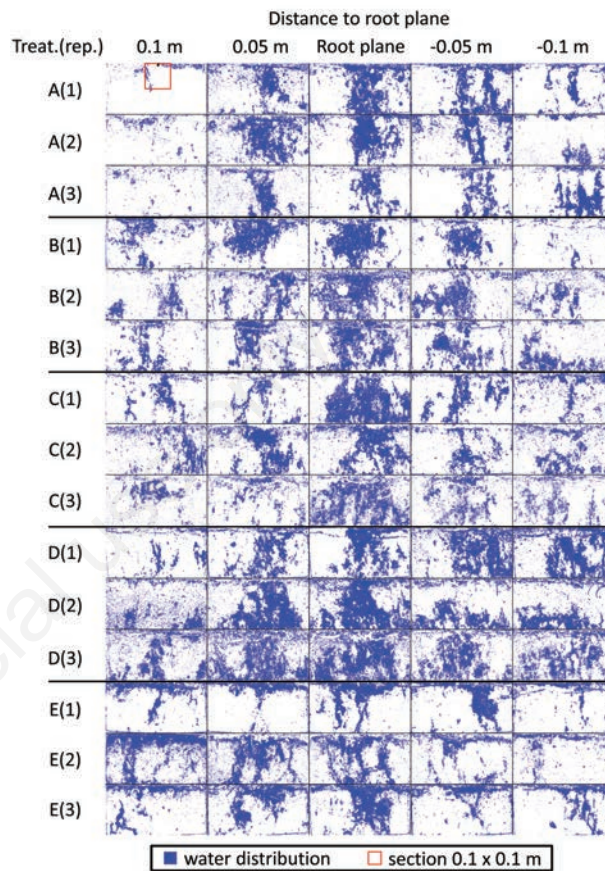 Distance to root plane
Treat.(rep.) 0.1 m 0.05 m Root plane -0.05 m -0.1 m
A(1)
A(2)
A(3)
B(1)
B(2)
B(3)
C(1)
C(2)
C(3)
D(1)
D(2)
D(3)
E(1)
E(2)
E(3)
water distribution section 0.1 x 0.1 m